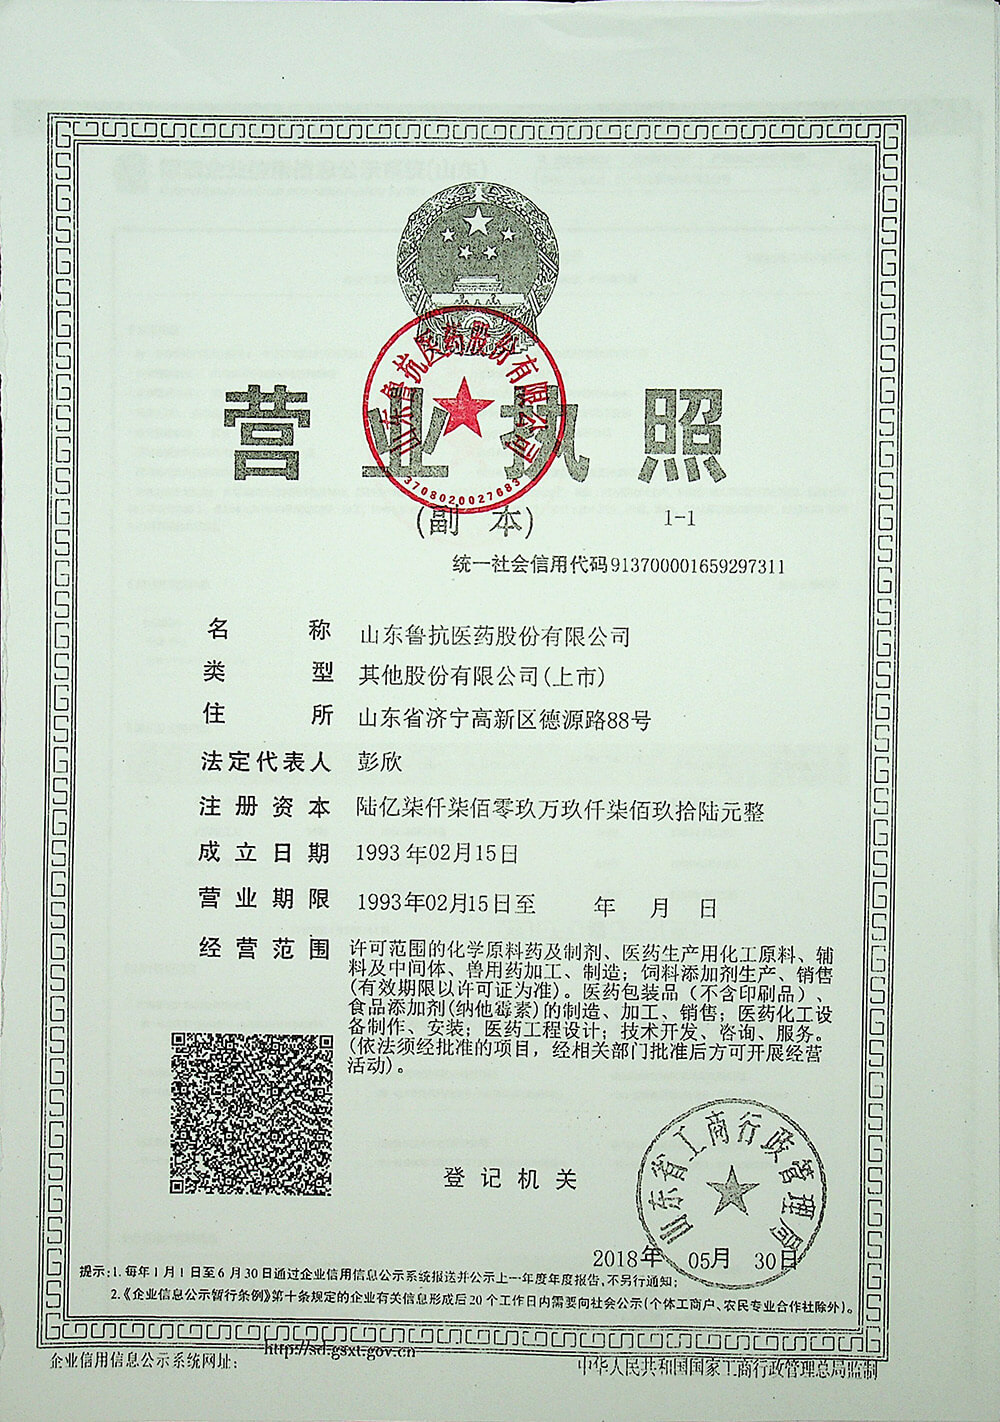 山东鲁抗医药股份有限公司
3708020027683
营业执照
(副 本) 1-1
统一社会信用代码913700001659297311
名 称 山东鲁抗医药股份有限公司
类 型 其他股份有限公司(上市)
住 所 山东省济宁高新区德源路88号
法定代表人 彭欣
注册资本 陆亿柒仟柒佰零玖万玖仟柒佰玖拾陆元整
成立日期 1993年02月15日
营业期限 1993年02月15日至 年 月 日
经营范围 许可范围的化学原料药及制剂、医药生产用化工原料、辅
料及中间体、兽用药加工、制造；饲料添加剂生产、销售
(有效期限以许可证为准)。医药包装品（不含印刷品）、
食品添加剂(纳他霉素)的制造、加工、销售；医药化工设
备制作、安装；医药工程设计；技术开发、咨询、服务。
(依法须经批准的项目，经相关部门批准后方可开展经营
活动)。
登记机关
山东省工商行政管理局
2018年 05月 30日
提示:1.每年1月1日至6月30日通过企业信用信息公示系统报送并公示上一年度年度报告,不另行通知;
2.《企业信息公示暂行条例》第十条规定的企业有关信息形成后20个工作日内需要向社会公示(个体工商户、农民专业合作社除外)。
企业信用信息公示系统网址: http://sd.gsxt.gov.cn
中华人民共和国国家工商行政管理总局监制